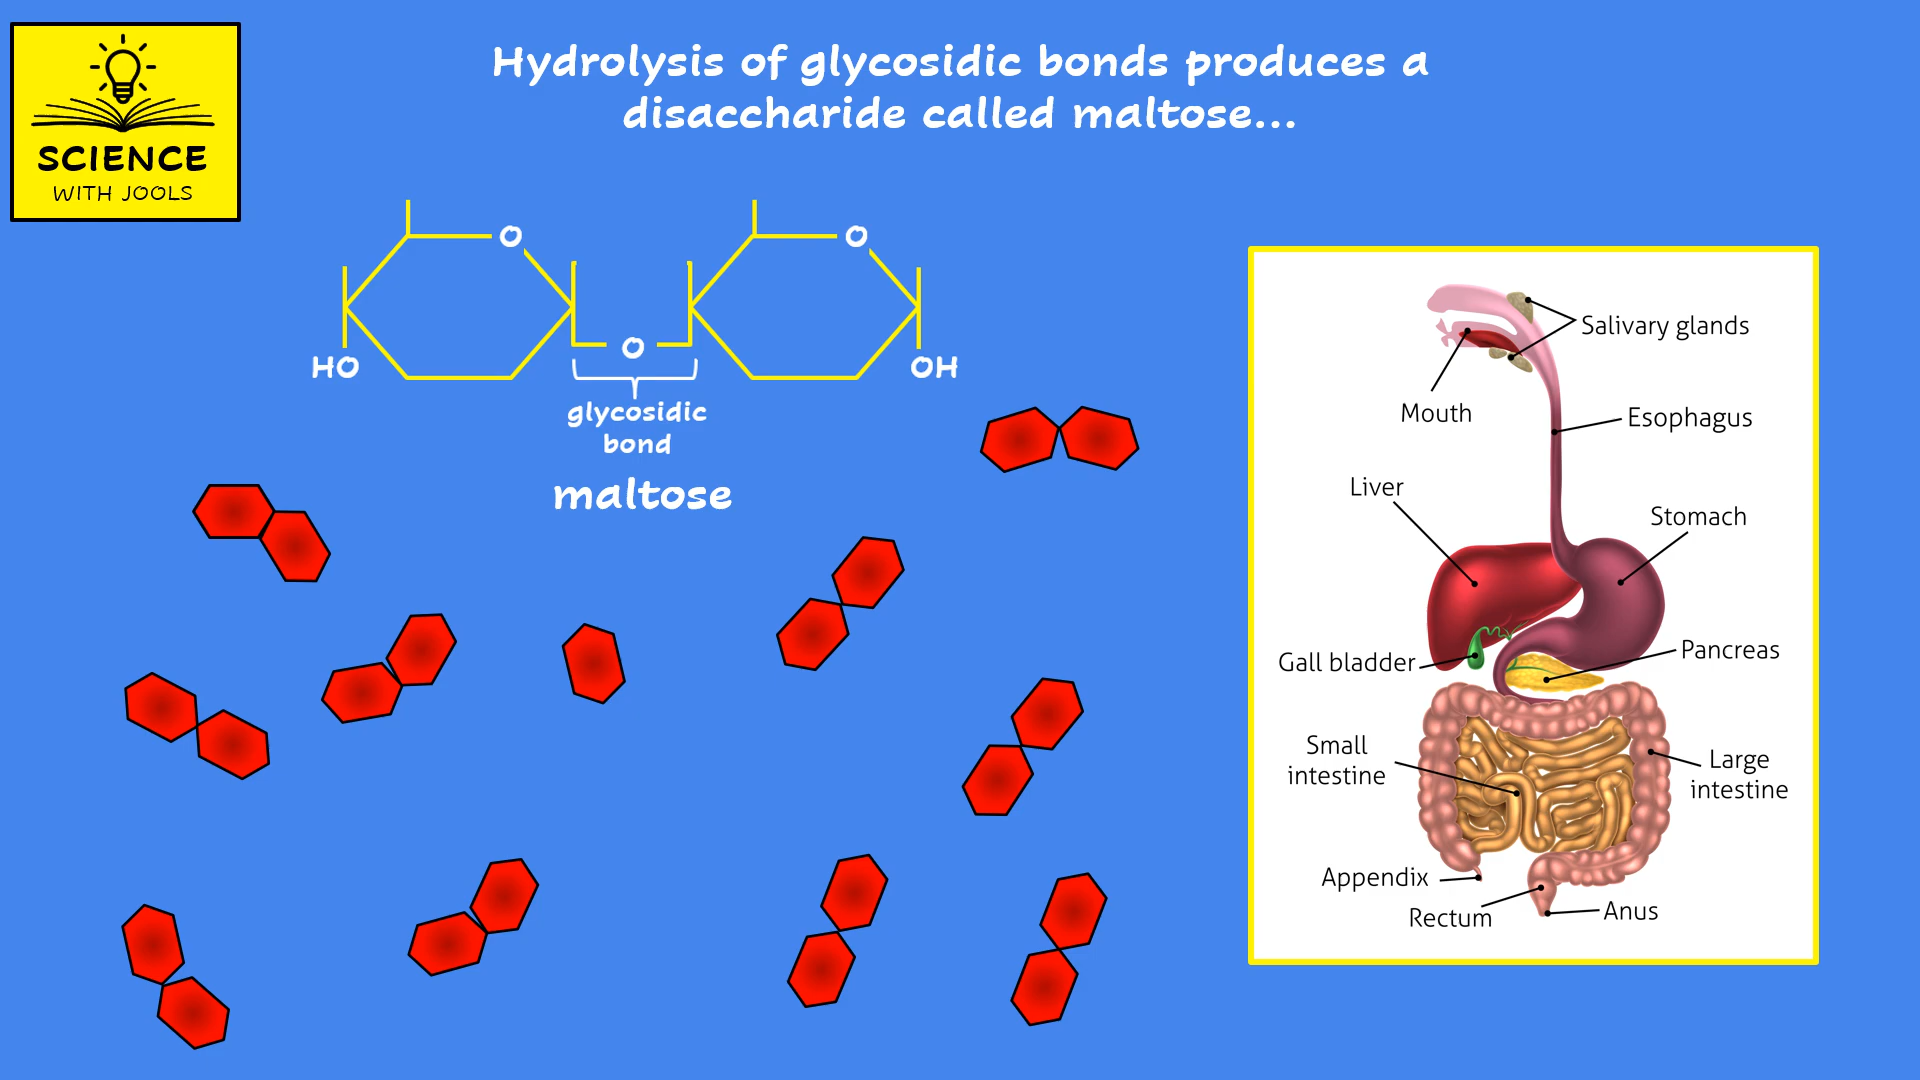 SCIENCE
WITH JOOLS
Hydrolysis of glycosidic bonds produces a
disaccharide called maltose...
O
O
HO
O
OH
glycosidic
bond
maltose
Salivary glands
Mouth
Esophagus
Liver
Stomach
Gall bladder
Pancreas
Small
intestine
Large
intestine
Appendix
Rectum
Anus